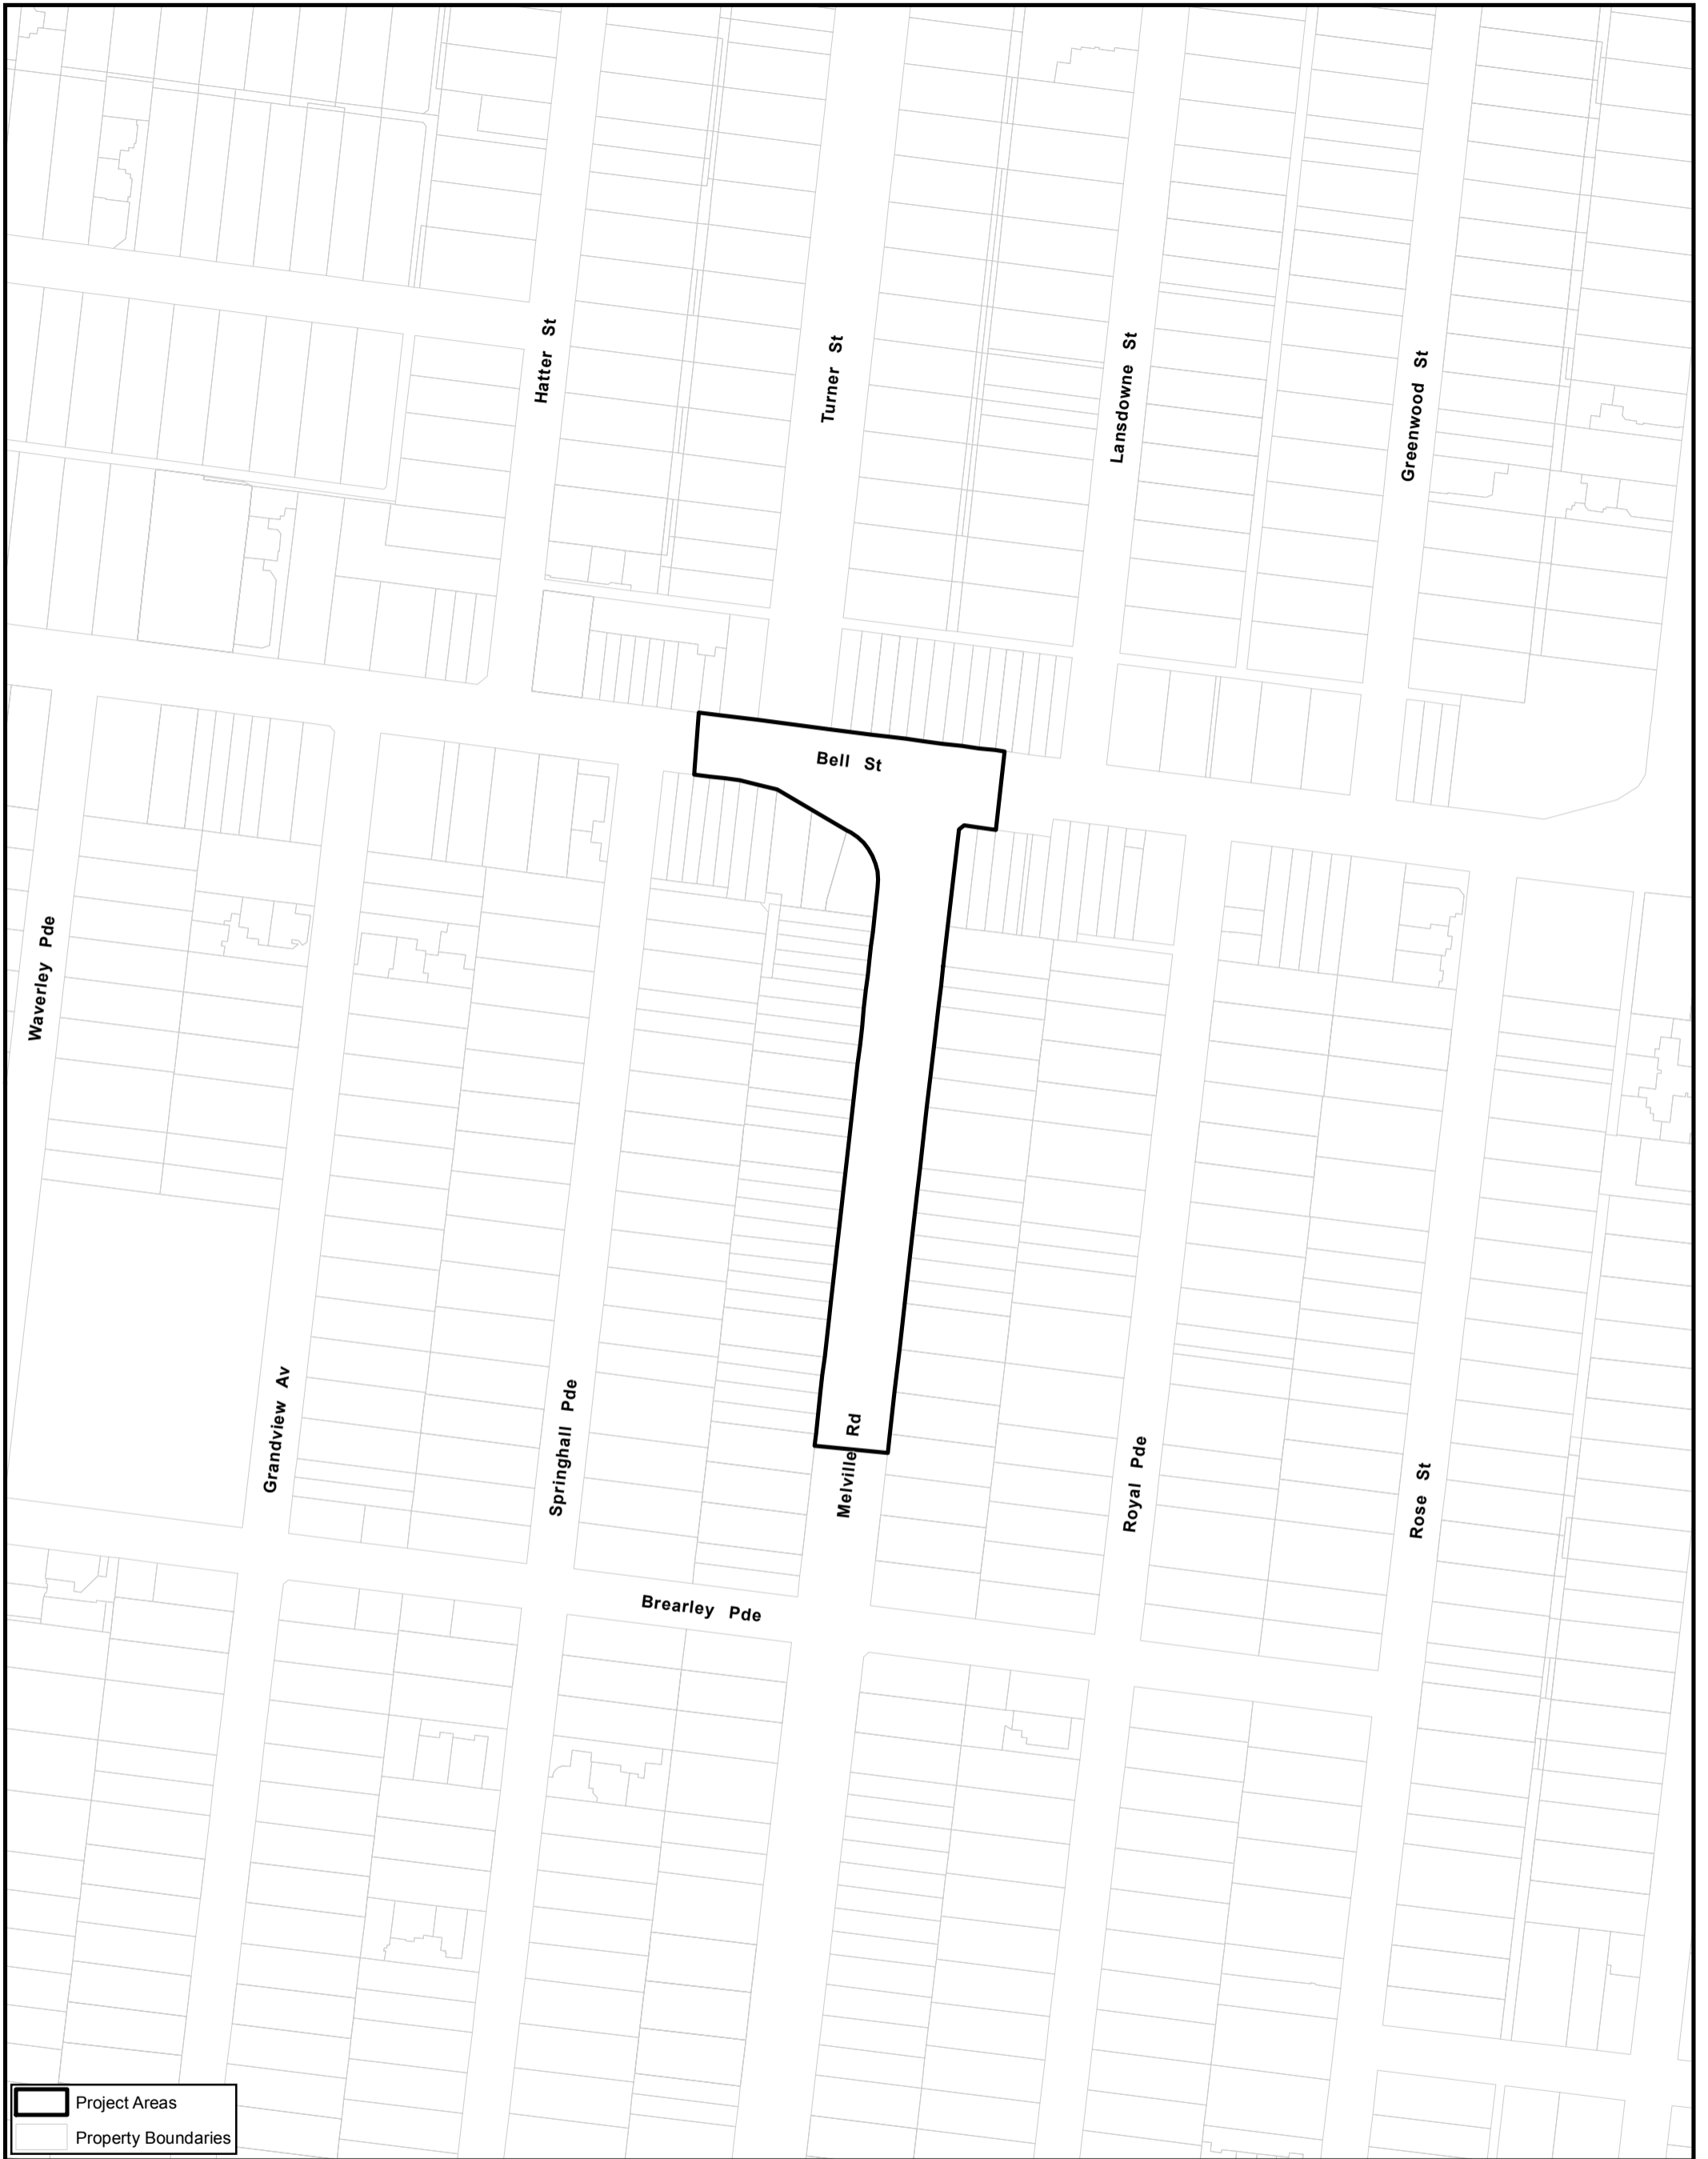 Hatter St
Turner St
Lansdowne St
Greenwood St
Bell St
Waverley Pde
Grandview Av
Springhall Pde
Melville Rd
Royal Pde
Rose St
Brearley Pde
Project Areas
Property Boundaries